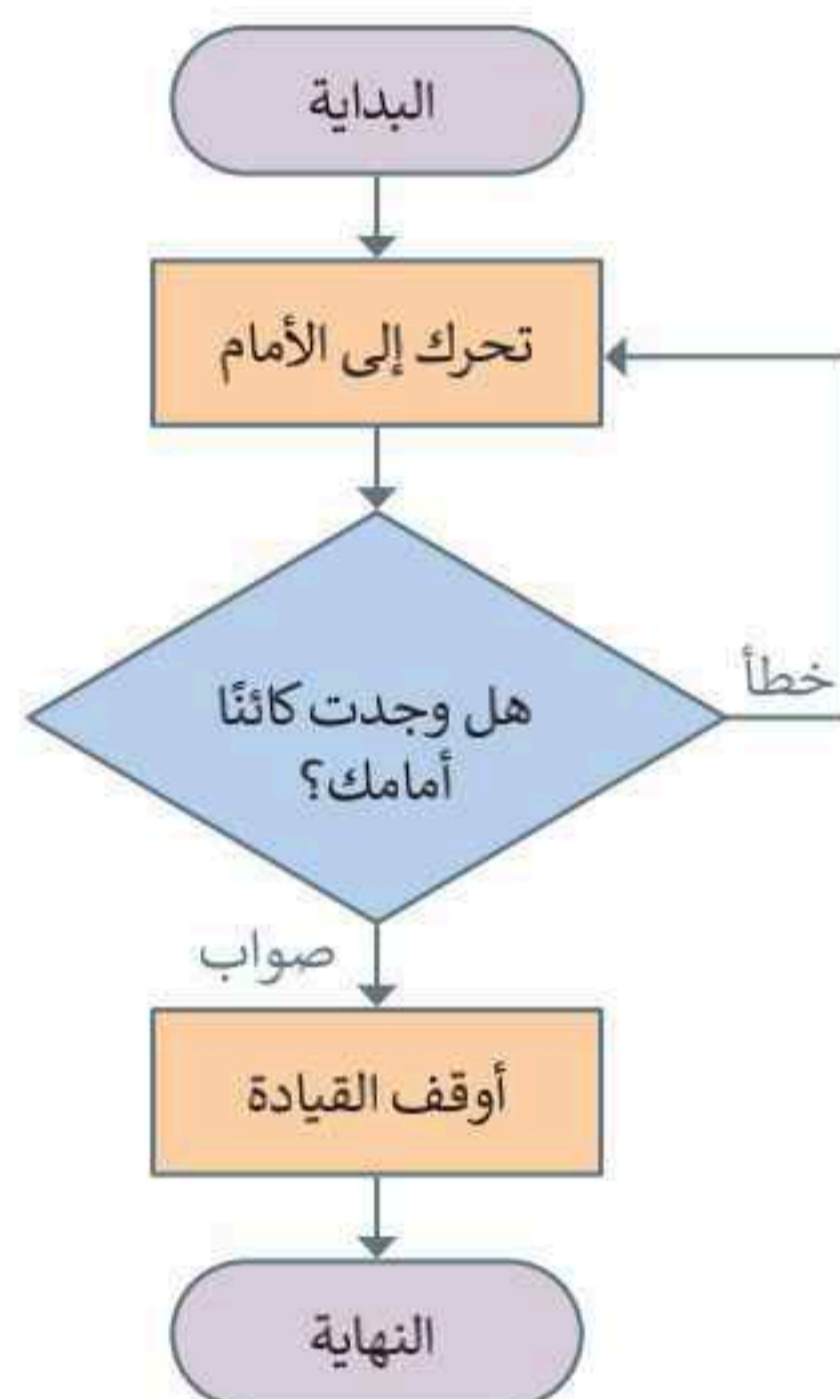 البداية
تحرك إلى الأمام
هل وجدت كائنًا
أمامك؟
خطأ
صواب
أوقف القيادة
النهاية